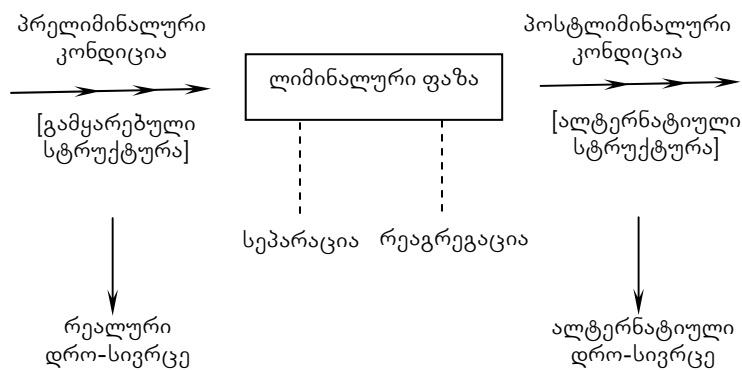 პრელიმინალური
კონდიცია
[გამყარებული
სტრუქტურა]
რეალური
დრო-სივრცე
ლიმინალური ფაზა
სეპარაცია
რეაგრეგაცია
პოსტლიმინალური
კონდიცია
[ალტერნატიული
სტრუქტურა]
ალტერნატიული
დრო-სივრცე